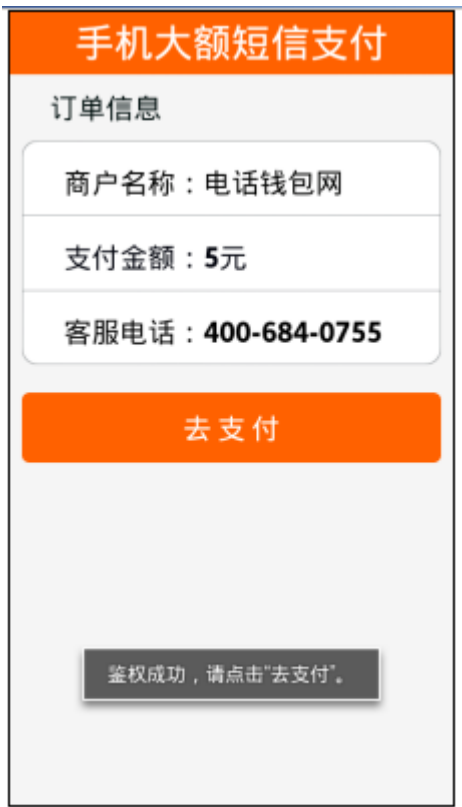 手机大额短信支付
订单信息
商户名称：电话钱包网
支付金额：5元
客服电话：400-684-0755
去支付
鉴权成功，请点击"去支付"。